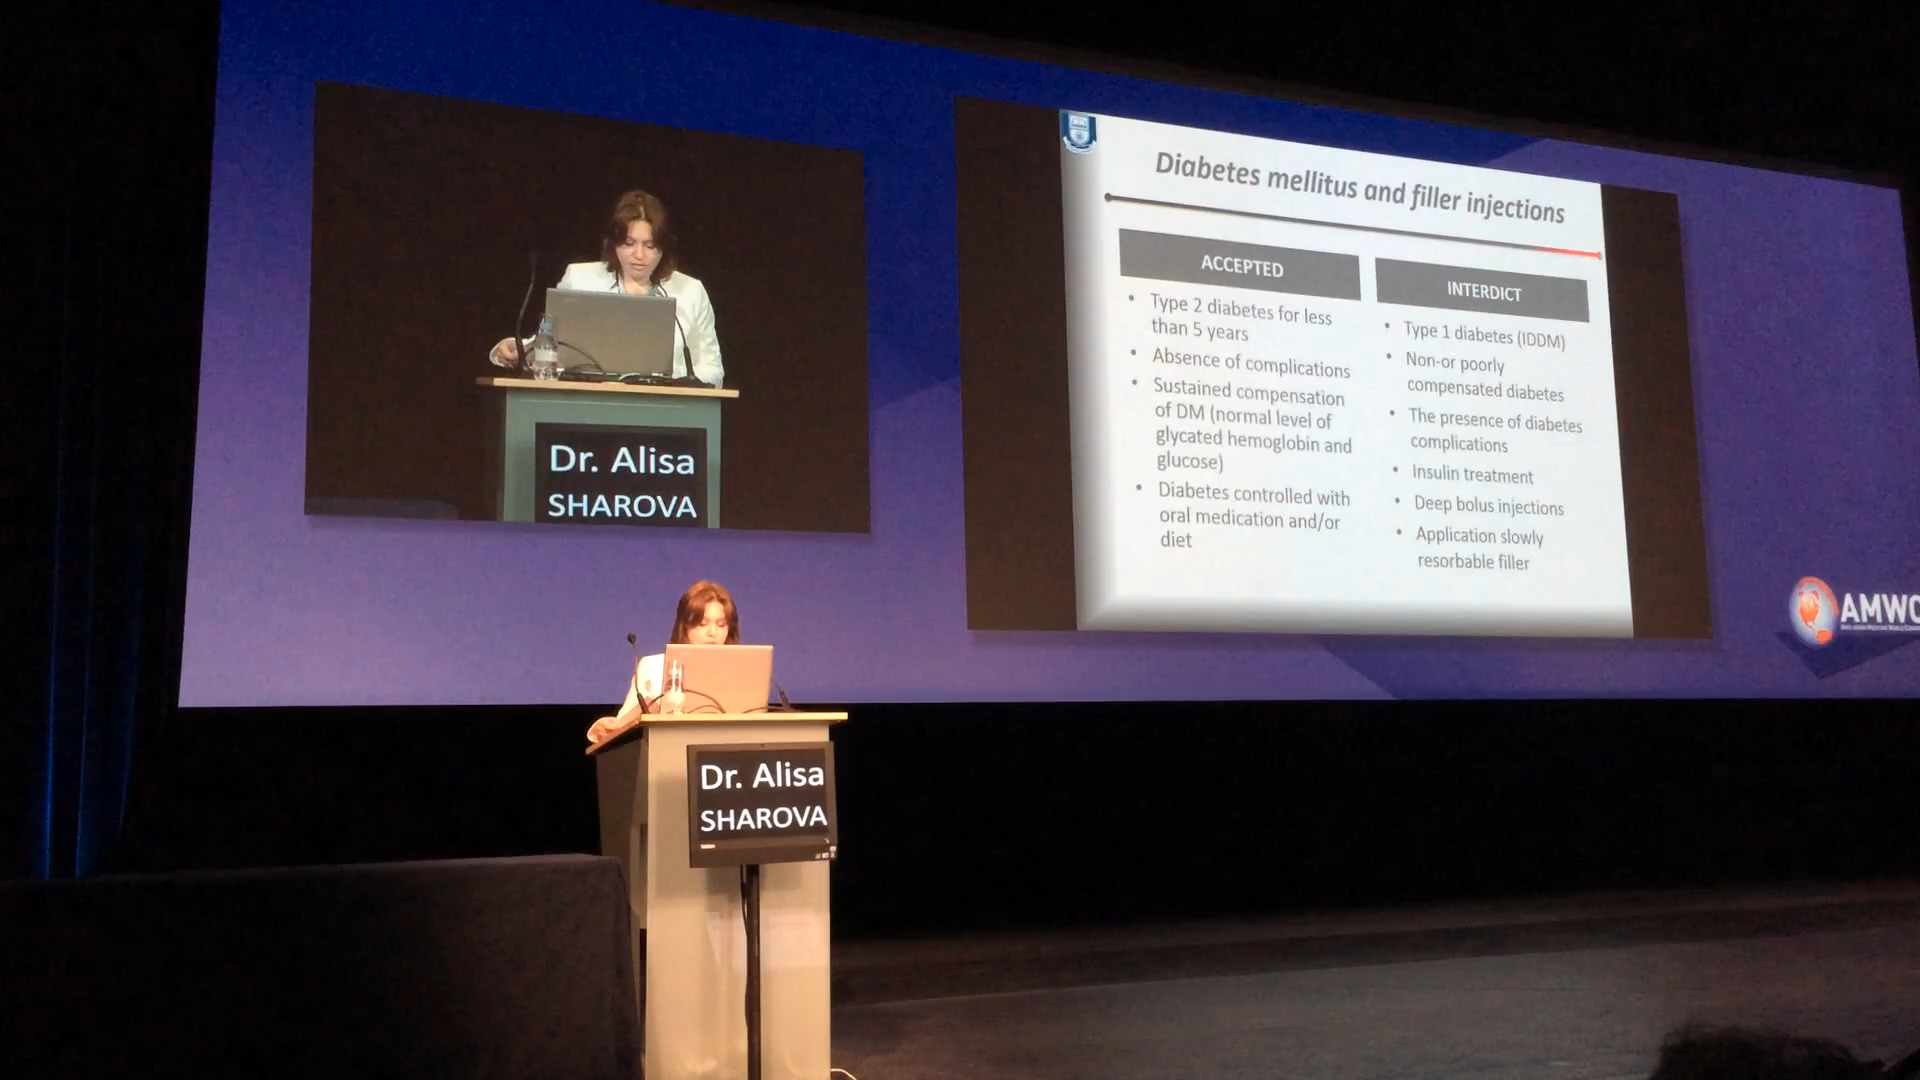 Diabetes mellitus and filler injections
ACCEPTED
• Type 2 diabetes for less
than 5 years
• Absence of complications
• Sustained compensation
of DM (normal level of
glycated hemoglobin and
glucose)
• Diabetes controlled with
oral medication and/or
diet
INTERDICT
• Type 1 diabetes (IDDM)
• Non-or poorly
compensated diabetes
• The presence of diabetes
complications
• Insulin treatment
• Deep bolus injections
• Application slowly
resorbable filler
Dr. Alisa
SHAROVA
AMWC
Dr. Alisa
SHAROVA